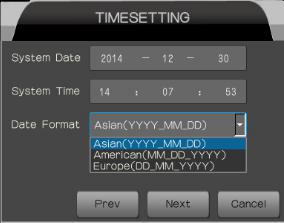 TIMESETTING
System Date 2014 - 12 - 30
System Time 14 : 07 : 53
Date Format Asian(YYYY_MM_DD)
Asian(YYYY_MM_DD)
American(MM_DD_YYYY)
Europe(DD_MM_YYYY)
Prev Next Cancel